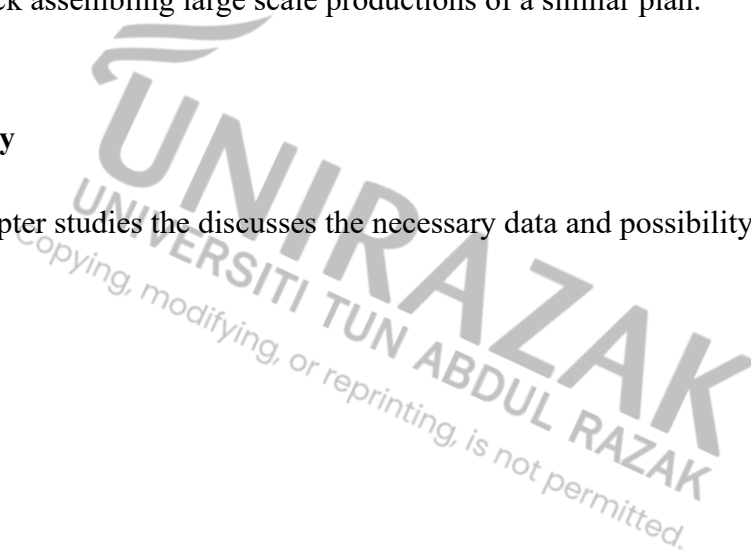 ck assembling large scale productions of a similar plan.
y
pter studies the discusses the necessary data and possibility
UNIRAZAK
UNIVERSITI TUN ABDUL RAZAK
Copying, modifying, or reprinting, is not permitted.